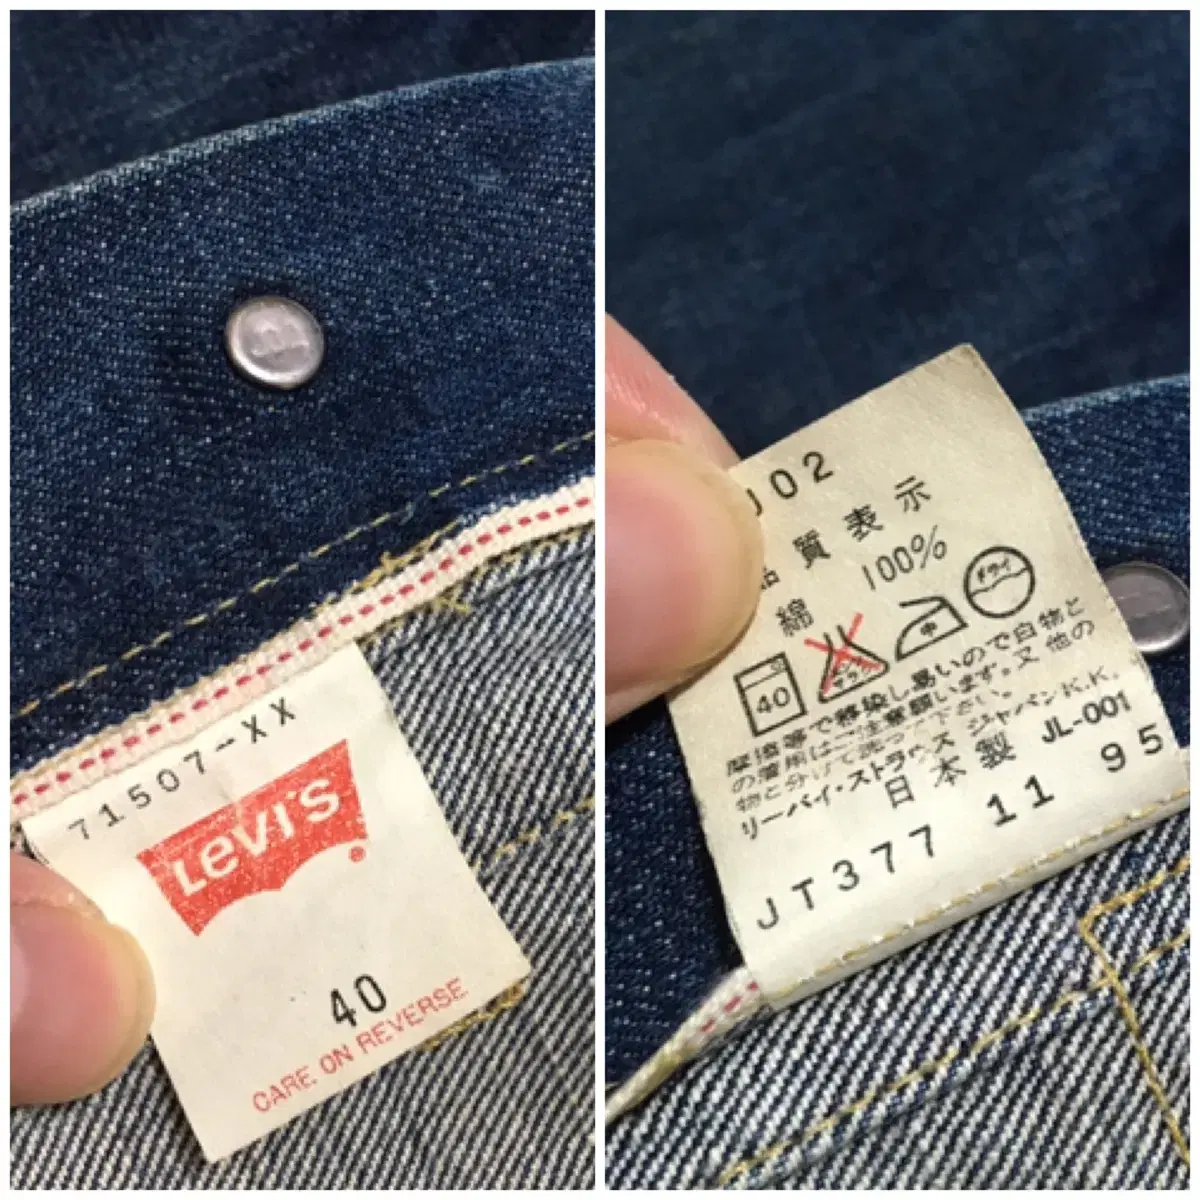 71507-XX
Levi's
®
40
CARE ON REVERSE
J02
品質表示
綿 100%
40
中
ドライ
摩擦等で移染し易いので白物と
の着用はご注意願います。又他の
物と分けて洗って下さい。
リーバイ・ストラウス ジャパンK.K.
日本製 JL-001
JT377 11 95